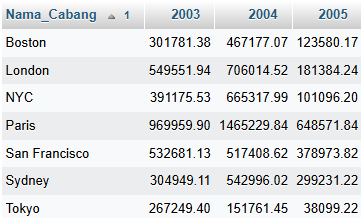 Nama_Cabang 1 2003 2004 2005
Boston 301781.38 467177.07 123580.17
London 549551.94 706014.52 181384.24
NYC 391175.53 665317.99 101096.20
Paris 969959.90 1465229.84 648571.84
San Francisco 532681.13 517408.62 378973.82
Sydney 304949.11 542996.02 299231.22
Tokyo 267249.40 151761.45 38099.22